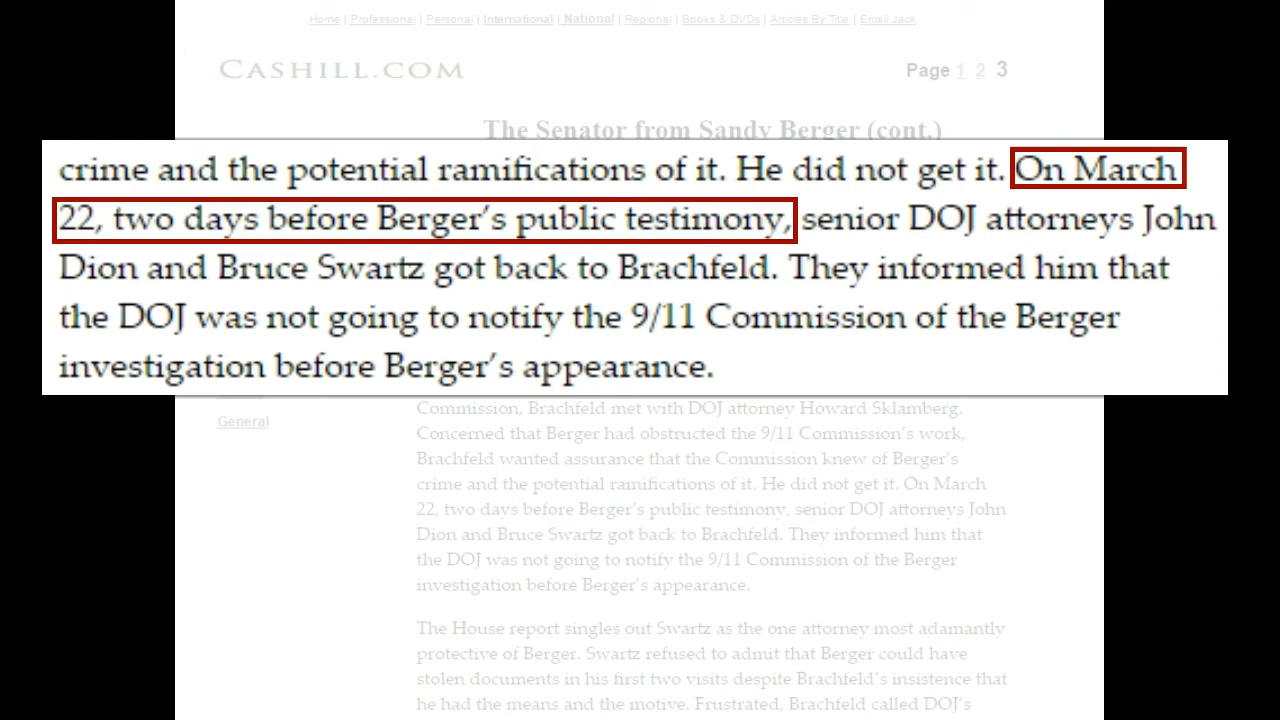 Home | Professional | Personal | International | National | Regional | Books & DVDs | Articles By Title | Email Jack
CASHILL.COM
Page 1 2 3
The Senator from Sandy Berger (cont.)
crime and the potential ramifications of it. He did not get it. On March
22, two days before Berger's public testimony, senior DOJ attorneys John
Dion and Bruce Swartz got back to Brachfeld. They informed him that
the DOJ was not going to notify the 9/11 Commission of the Berger
investigation before Berger's appearance.
General
Commission, Brachfeld met with DOJ attorney Howard Sklamberg.
Concerned that Berger had obstructed the 9/11 Commission's work,
Brachfeld wanted assurance that the Commission knew of Berger's
crime and the potential ramifications of it. He did not get it. On March
22, two days before Berger's public testimony, senior DOJ attorneys John
Dion and Bruce Swartz got back to Brachfeld. They informed him that
the DOJ was not going to notify the 9/11 Commission of the Berger
investigation before Berger's appearance.
The House report singles out Swartz as the one attorney most adamantly
protective of Berger. Swartz refused to admit that Berger could have
stolen documents in his first two visits despite Brachfeld's insistence that
he had the means and the motive. Frustrated, Brachfeld called DOJ's